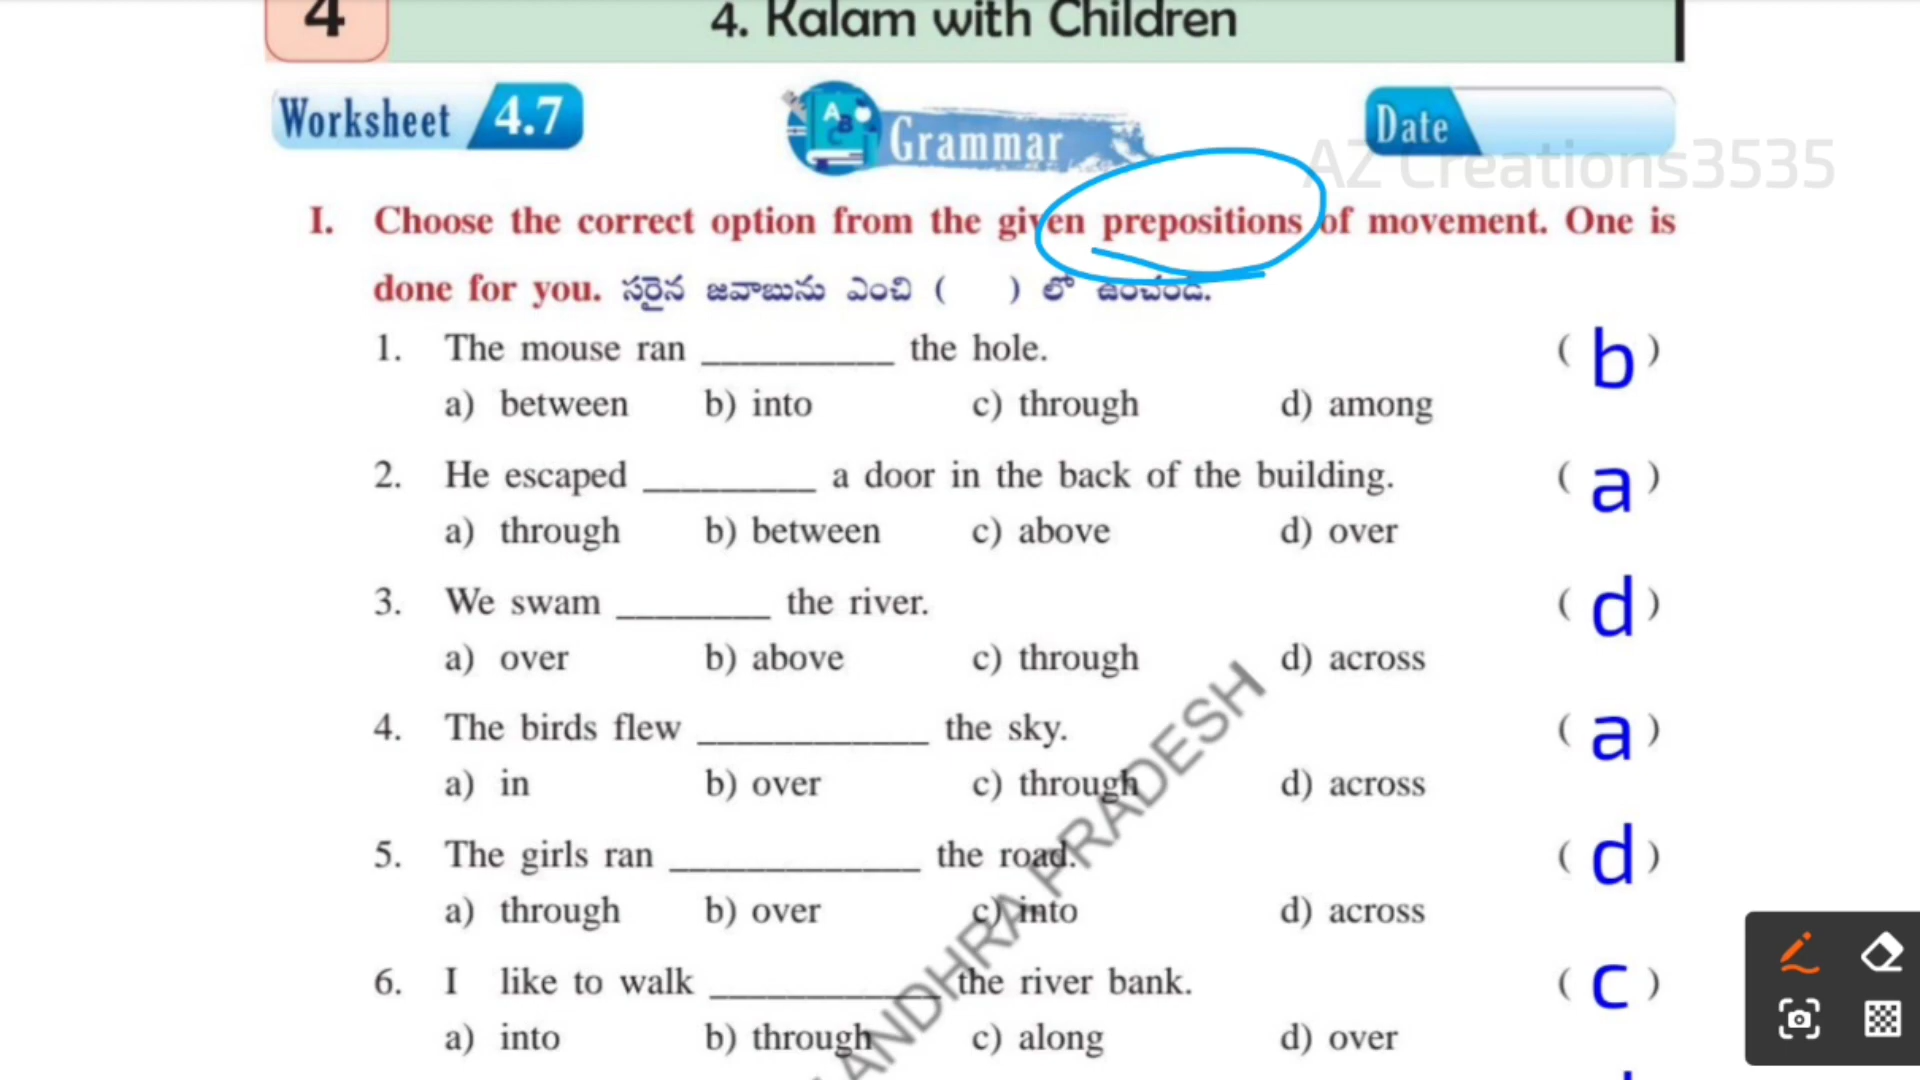 4
4. Kalam with Children
Worksheet 4.7
Grammar
Date
AZ Creations3535
I. Choose the correct option from the given prepositions of movement. One is
done for you. సరైన జవాబును ఎంచి ( ) లో ఉంచండి.
1. The mouse ran __________ the hole. ( b )
a) between b) into c) through d) among
2. He escaped _________ a door in the back of the building. ( a )
a) through b) between c) above d) over
3. We swam ________ the river. ( d )
a) over b) above c) through d) across
4. The birds flew ____________ the sky. ( a )
a) in b) over c) through d) across
5. The girls ran _____________ the road. ( d )
a) through b) over c) into d) across
6. I like to walk ____________ the river bank. ( c )
a) into b) through c) along d) over
ANDHRA PRADESH